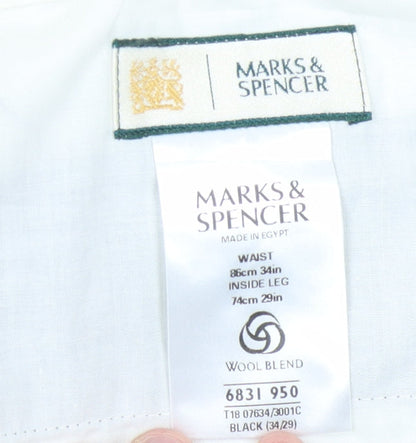 MARKS &
SPENCER
MARKS &
SPENCER
MADE IN EGYPT
WAIST
86cm 34in
INSIDE LEG
74cm 29in
WOOL BLEND
6831 950
T18 07634/3001C
BLACK (34/29)